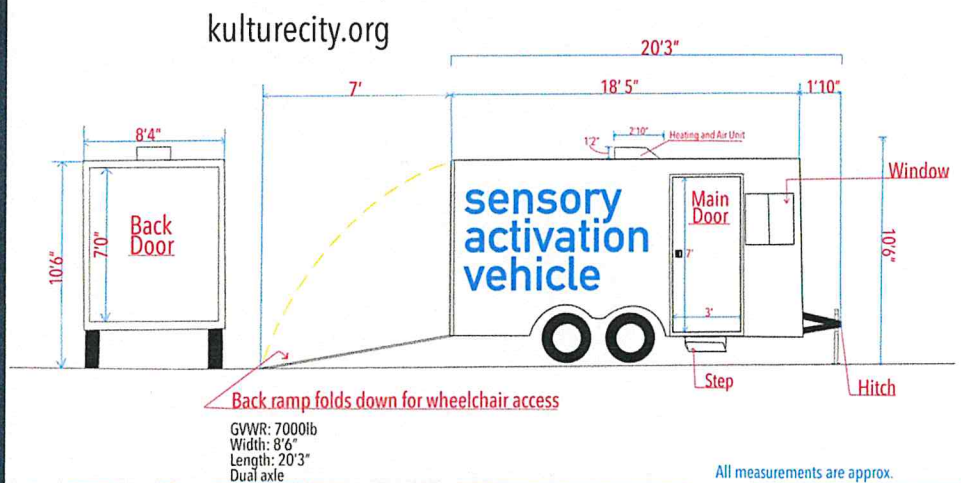 kulturecity.org
20'3"
7'
18' 5"
1'10"
8'4"
2'10"
Heating and Air Unit
1'2"
Window
sensory
activation
vehicle
Main
Door
Back
Door
7'0"
10'6"
7'
3'
10'6"
Step
Hitch
Back ramp folds down for wheelchair access
GVWR: 7000lb
Width: 8'6"
Length: 20'3"
Dual axle
All measurements are approx.